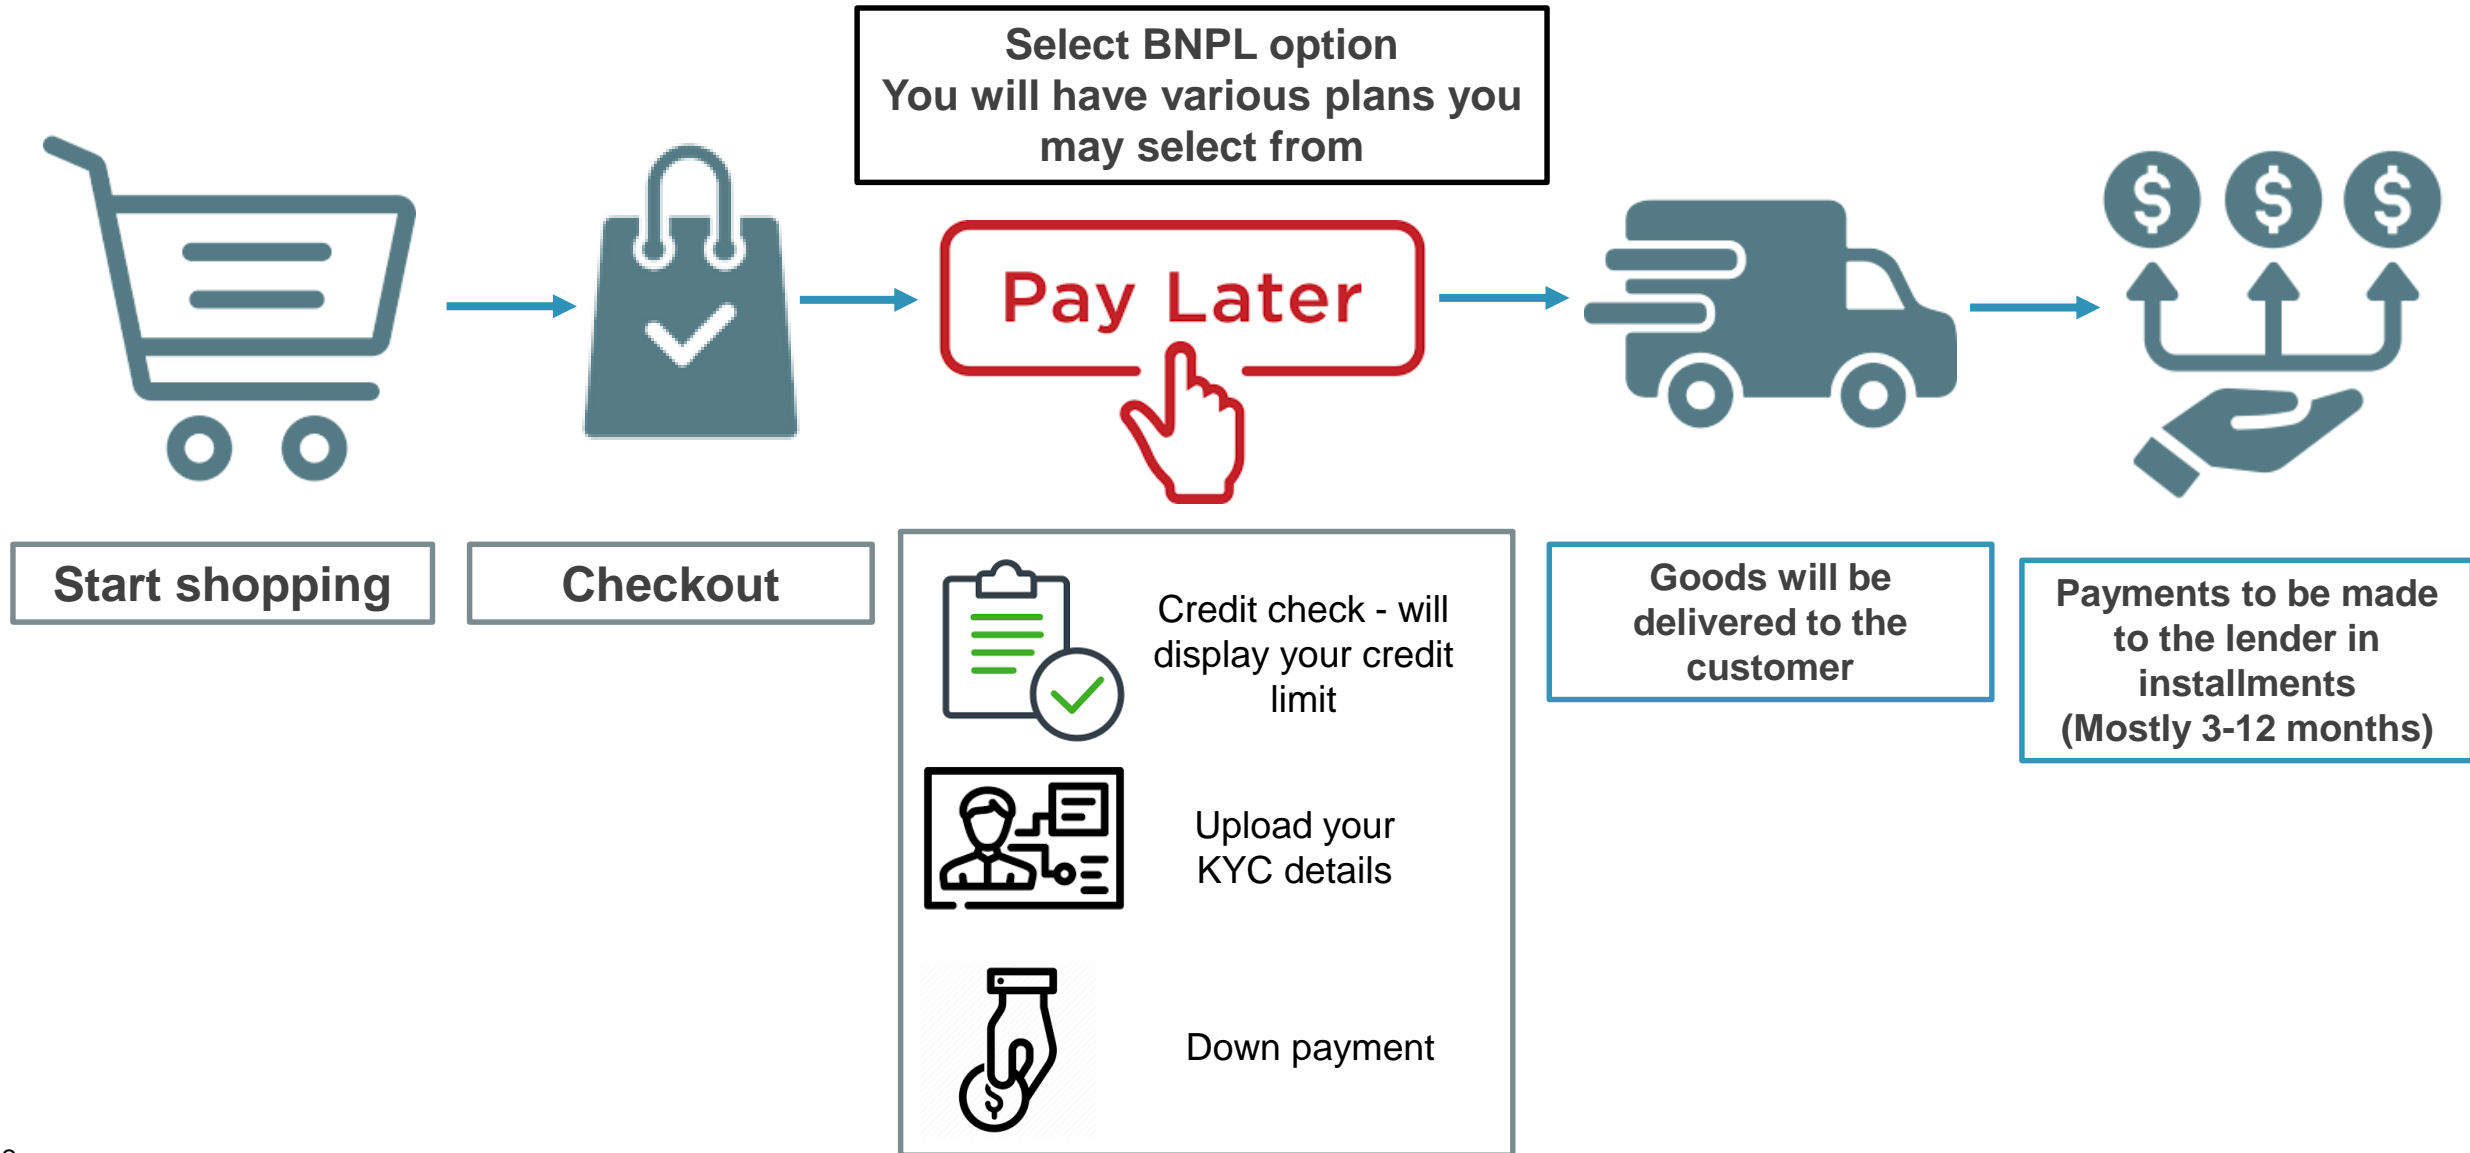 Select BNPL option
You will have various plans you
may select from
Pay Later
Start shopping
Checkout
Credit check - will
display your credit
limit
Upload your
KYC details
Down payment
Goods will be
delivered to the
customer
Payments to be made
to the lender in
installments
(Mostly 3-12 months)